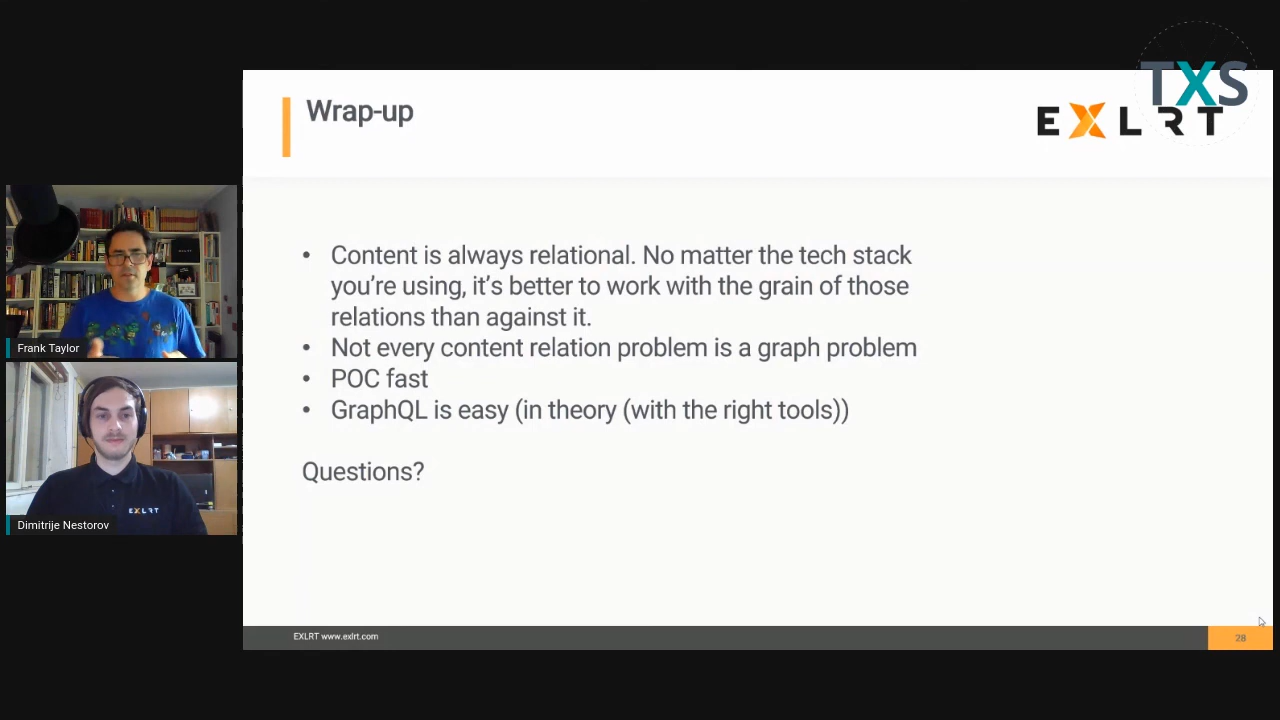 TXS
Wrap-up
EXLRT
• Content is always relational. No matter the tech stack
you’re using, it’s better to work with the grain of those
relations than against it.
• Not every content relation problem is a graph problem
• POC fast
• GraphQL is easy (in theory (with the right tools))
Questions?
Frank Taylor
EXLRT
Dimitrije Nestorov
EXLRT www.exlrt.com
28